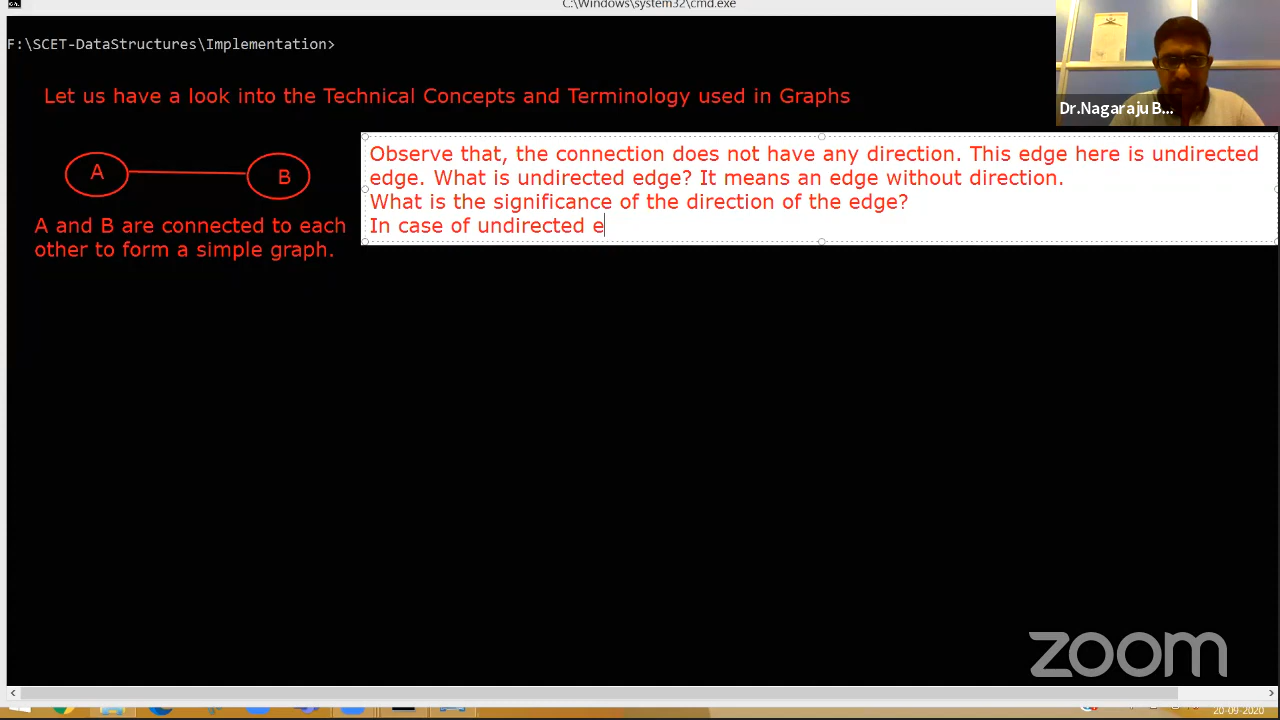 C:\Windows\system32\cmd.exe
F:\SCET-DataStructures\Implementation>
Dr.Nagaraju B...
Let us have a look into the Technical Concepts and Terminology used in Graphs
A
B
A and B are connected to each
other to form a simple graph.
Observe that, the connection does not have any direction. This edge here is undirected
edge. What is undirected edge? It means an edge without direction.
What is the significance of the direction of the edge?
In case of undirected e
zoom
20-09-2020